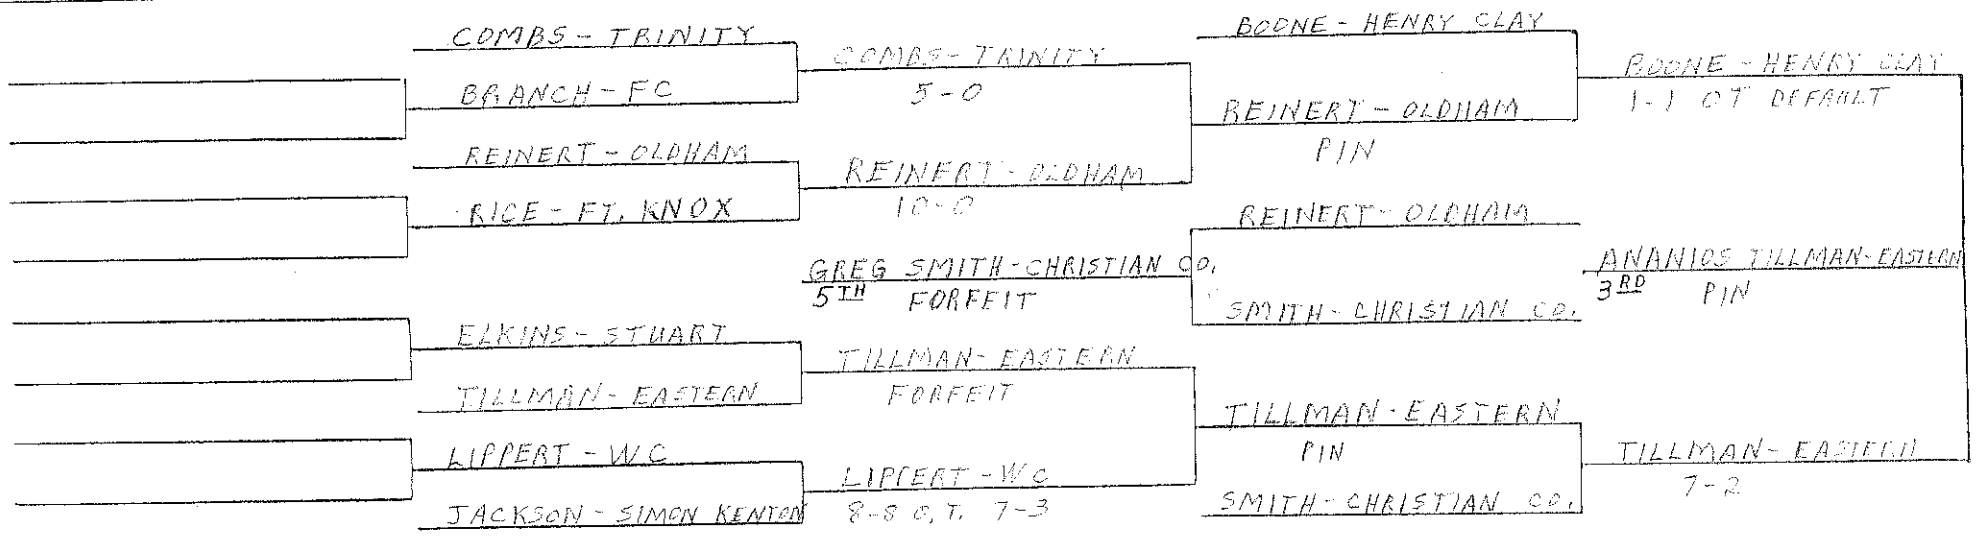 COMBS - TRINITY
BRANCH - FC
REINERT - OLDHAM
RICE - FT. KNOX
ELKINS - STUART
TILLMAN - EASTERN
LIPPERT - WC
JACKSON - SIMON KENTON
COMBS - TRINITY
5-0
REINERT - OLDHAM
10-0
GREG SMITH - CHRISTIAN CO.
5TH FORFEIT
TILLMAN - EASTERN
FORFEIT
LIPPERT - WC
8-8 O.T. 7-3
BOONE - HENRY CLAY
REINERT - OLDHAM
PIN
REINERT - OLDHAM
SMITH - CHRISTIAN CO.
TILLMAN - EASTERN
PIN
SMITH - CHRISTIAN CO.
BOONE - HENRY CLAY
1-1 OT DEFAULT
ANANIOS TILLMAN - EASTERN
3RD PIN
TILLMAN - EASTERN
7-2